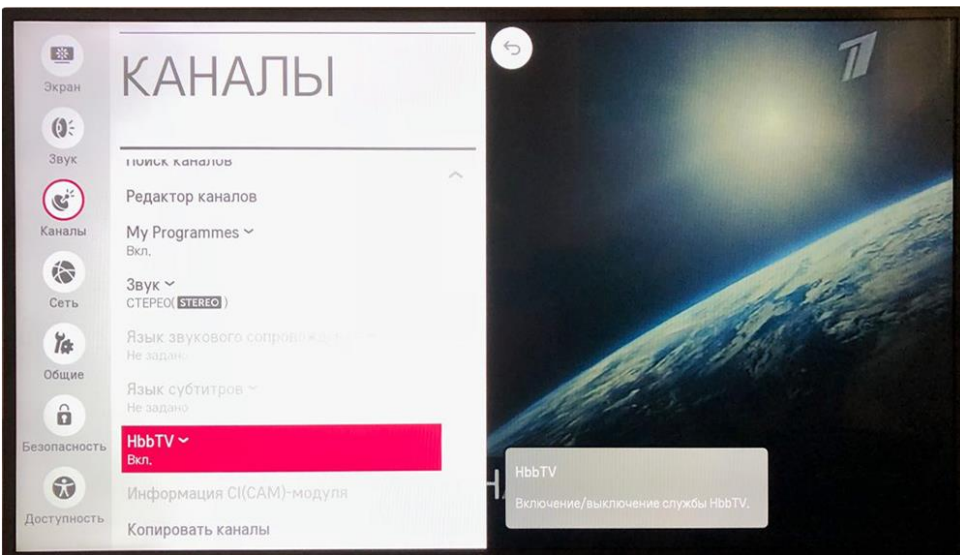 КАНАЛЫ
Экран
Звук
Каналы
Сеть
Общие
Безопасность
Доступность
Поиск каналов
Редактор каналов
My Programmes
Вкл.
Звук
СТЕРЕО( STEREO )
Язык звукового
Не задано
Язык субтитров
Не задано
HbbTV
Вкл.
Информация CI(CAM)-модуля
Копировать каналы
1
HbbTV
Включение/выключение службы HbbTV.